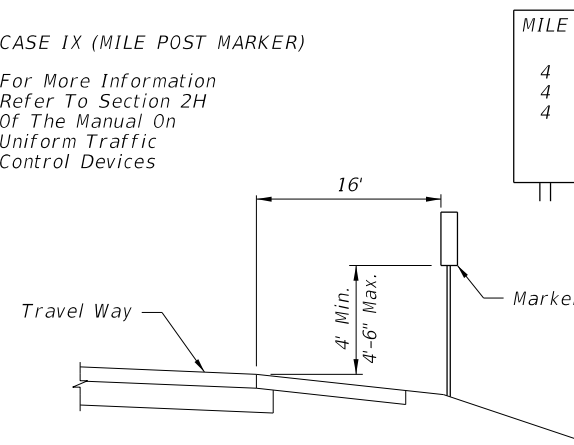 CASE IX (MILE POST MARKER)
For More Information
Refer To Section 2H
Of The Manual On
Uniform Traffic
Control Devices
MILE
4
4
4
16'
4' Min.
4'-6" Max.
Travel Way